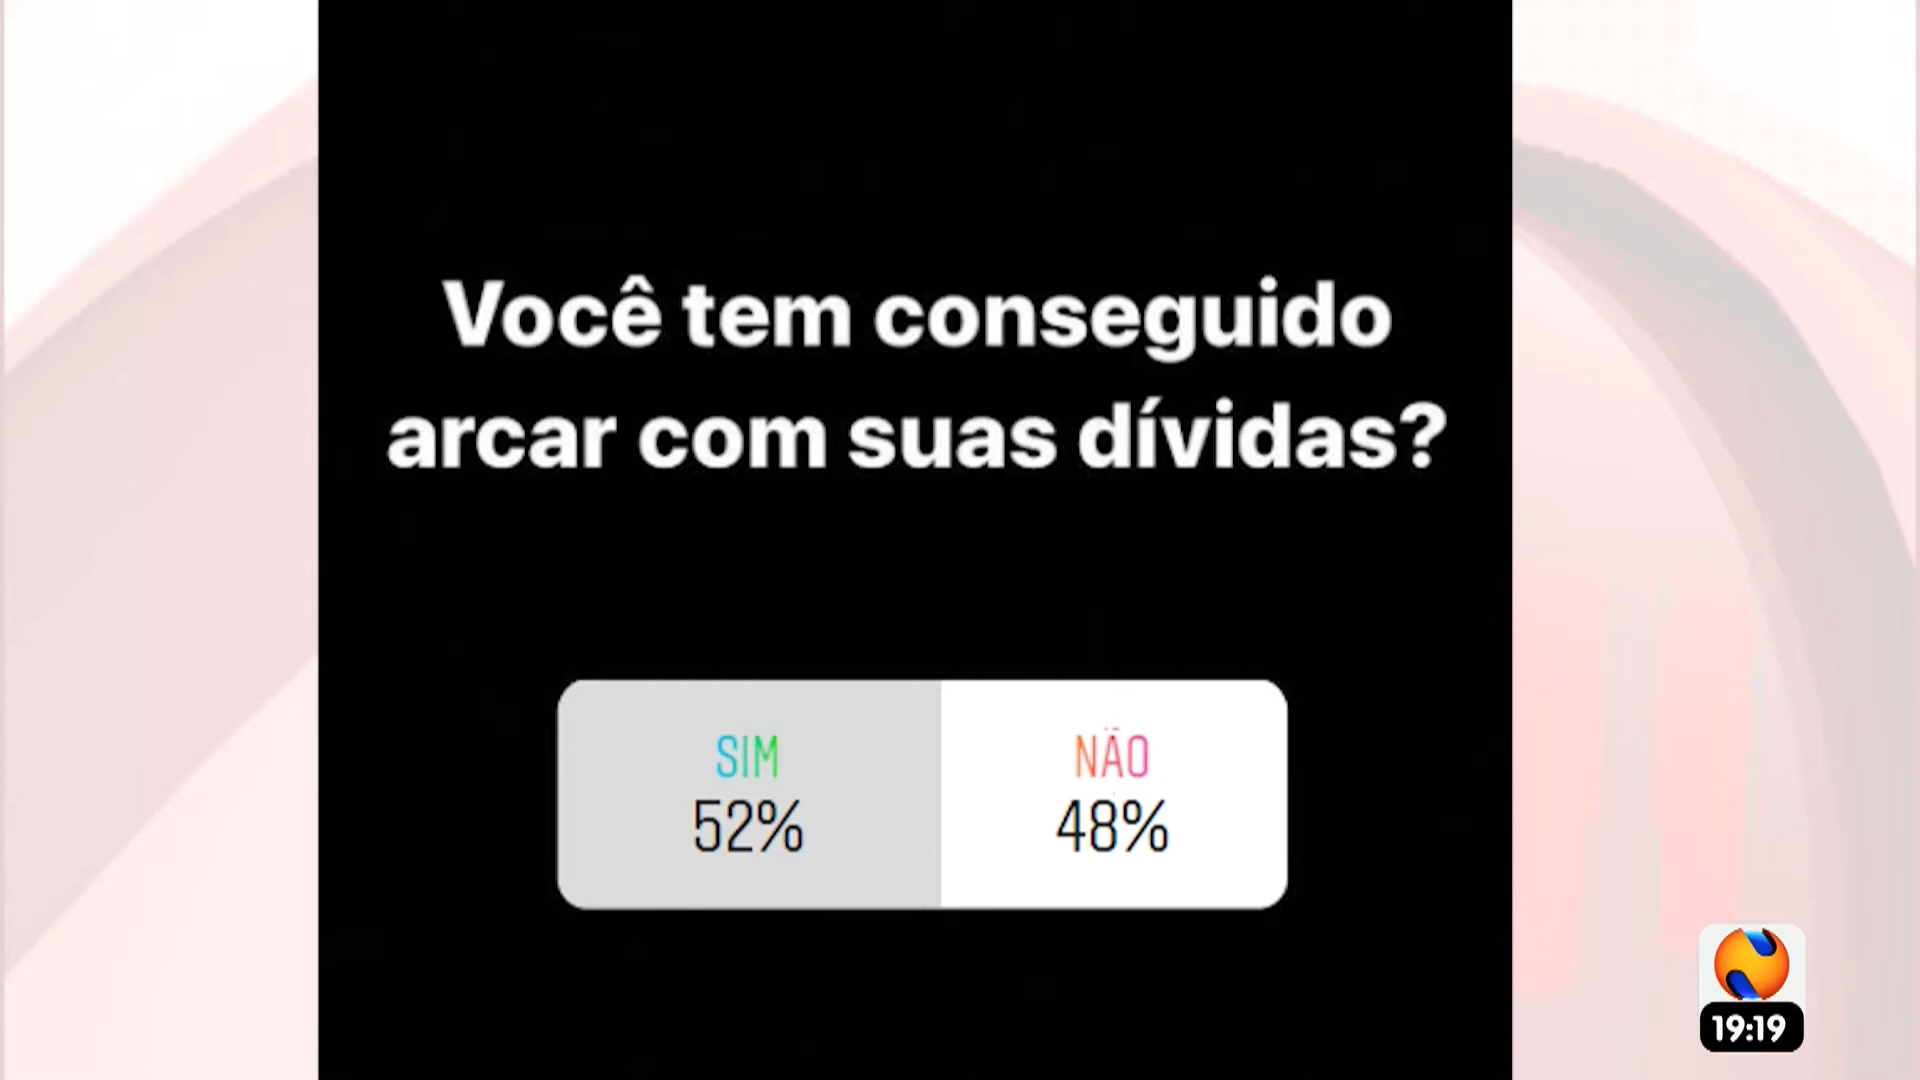 Você tem conseguido
arcar com suas dívidas?
SIM
NÃO
52%
48%
19:19